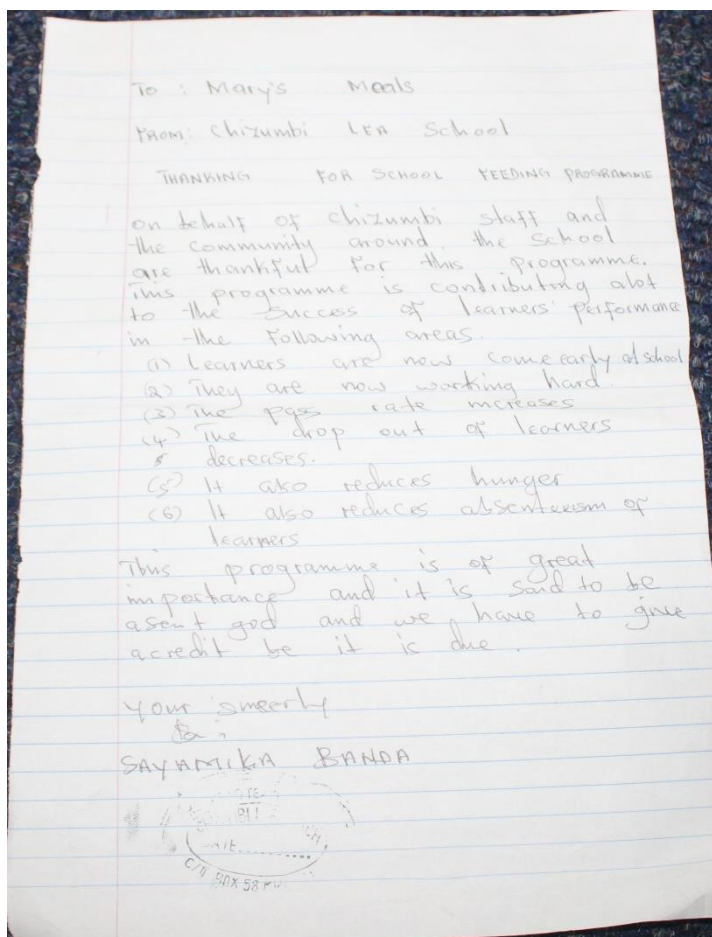 To : Mary's Meals
FROM: Chizumbi LEA School
THANKING FOR SCHOOL FEEDING PROGRAMME
on behalf of Chizumbi staff and
the community around. the School
are thankful for this programme.
This programme is contributing alot
to the success of learners' performance
in the following areas.
(1) Learners are now come early at school
(2) They are now working hard.
(3) The pass rate increases
(4) The drop out of learners
decreases.
(5) It also reduces hunger
(6) It also reduces absenteeism of
learners
This programme is of great
importance and it is said to be
asent god and we have to give
acredit be it is due.
your sincerly
SAYAMIKA BANDA
BOX 58